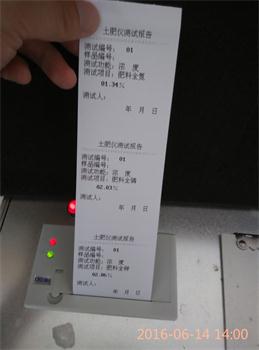 土肥仪测试报告
测试编号: 01
样品编号:
测试功能: 浓 度
测试项目: 肥料全氮
01.34%
测试人:
年 月 日
土肥仪测试报告
测试编号: 01
样品编号:
测试功能: 浓 度
测试项目: 肥料全磷
02.03%
测试人:
年 月 日
土肥仪测试报告
测试编号: 01
样品编号:
测试功能: 浓 度
测试项目: 肥料全钾
02.06%
测试人:
年 月 日
2016-06-14 14:00